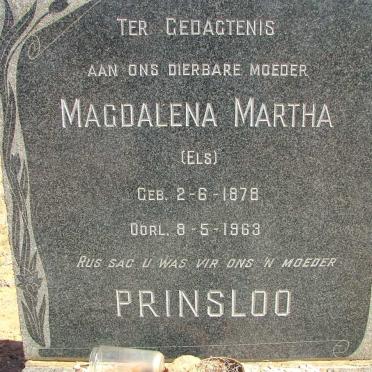 TER GEDAGTENIS
AAN ONS DIERBARE MOEDER
MAGDALENA MARTHA
(ELS)
GEB. 2-6-1878
OORL. 8-5-1963
RUS SAG U WAS VIR ONS 'N MOEDER
PRINSLOO